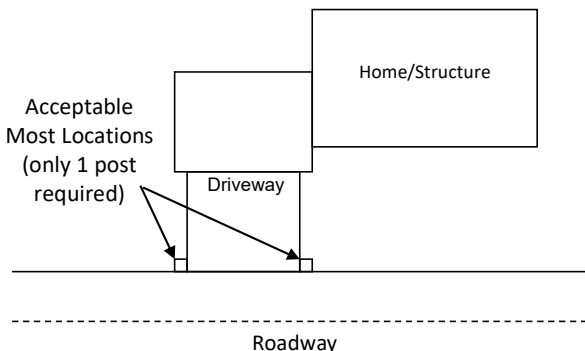 Home/Structure
Acceptable
Most Locations
(only 1 post
required)
Driveway
Roadway